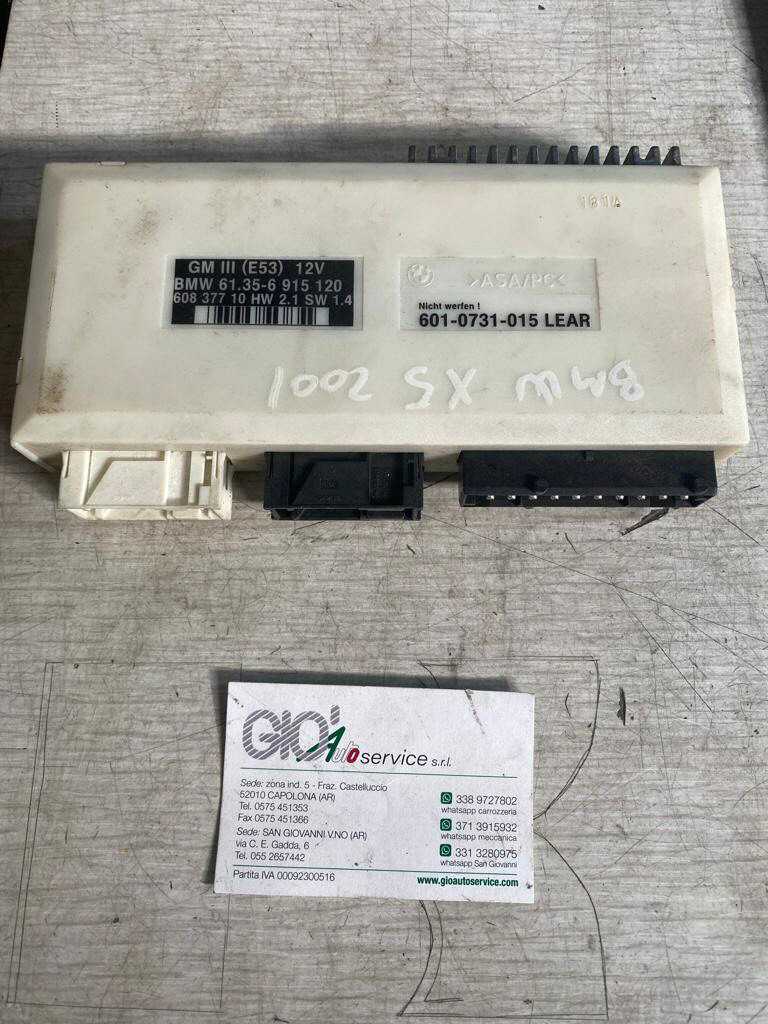 181A
GM III (E53) 12V
BMW 61.35-6 915 120
608 377 10 HW 2.1 SW 1.4
>ASA/PC<
Nicht werfen !
601-0731-015 LEAR
BMW X5 2001
GIO' Auto service s.r.l.
Sede: zona ind. 5 - Fraz. Castelluccio
52010 CAPOLONA (AR)
Tel. 0575 451353
Fax 0575 451366
Sede: SAN GIOVANNI V.NO (AR)
via C. E. Gadda, 6
Tel. 055 2657442
Partita IVA 00092300516
338 9727802
whatsapp carrozzeria
371 3915932
whatsapp meccanica
331 3280975
whatsapp San Giovanni
www.gioautoservice.com